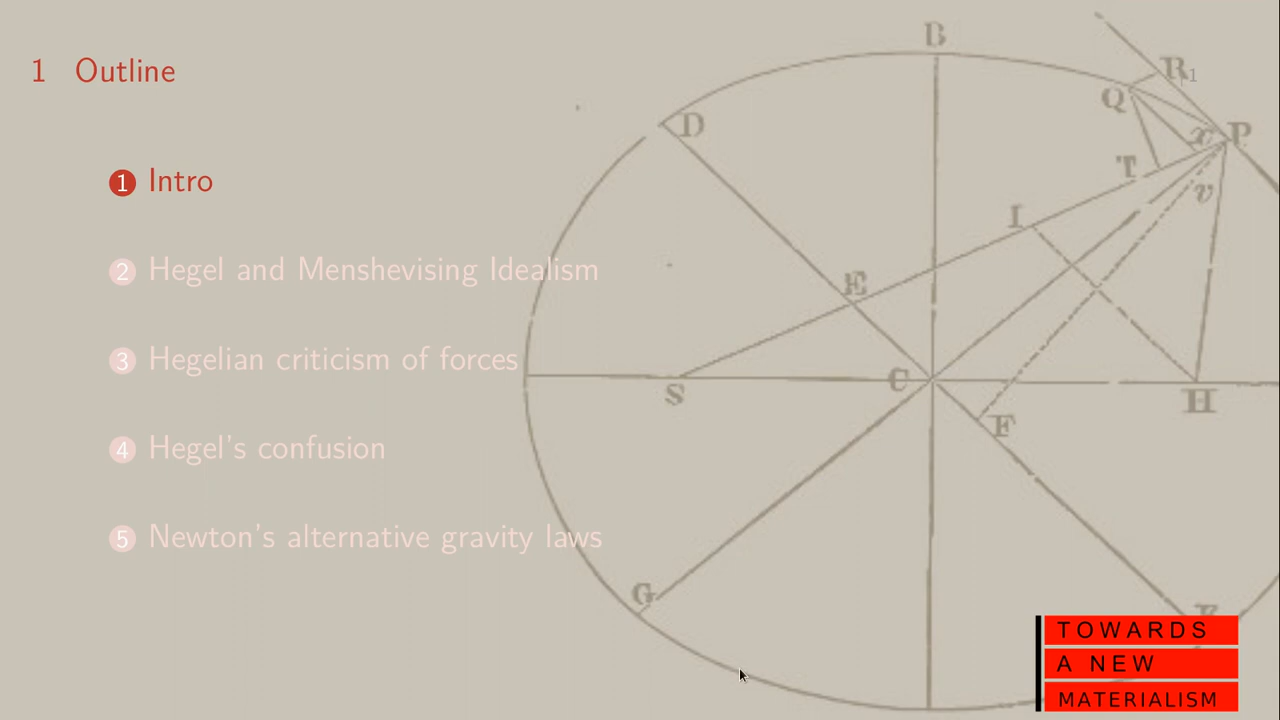 1 Outline
1 Intro
2 Hegel and Menshevising Idealism
3 Hegelian criticism of forces
4 Hegel's confusion
5 Newton's alternative gravity laws
B
R
1
Q
D
x
P
T
v
I
E
S
C
H
F
G
TOWARDS
A NEW
MATERIALISM